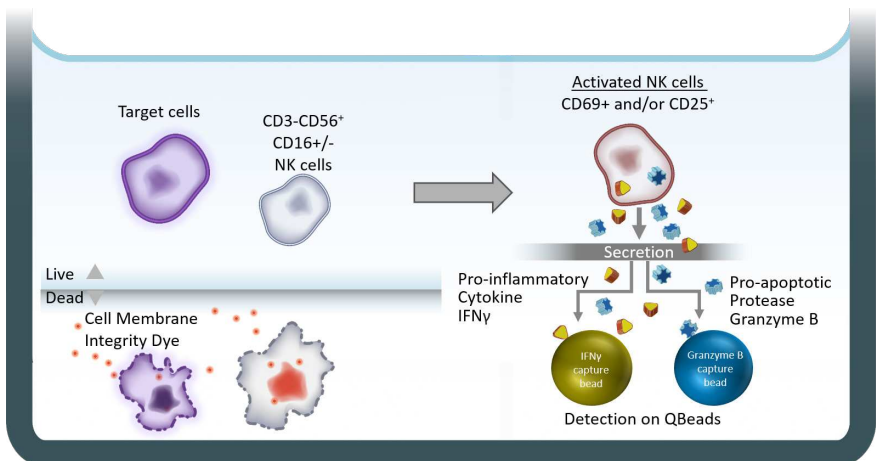 Target cells
CD3-CD56⁺
CD16+/-
NK cells
Activated NK cells
CD69+ and/or CD25⁺
Live
Dead
Cell Membrane
Integrity Dye
Secretion
Pro-inflammatory
Cytokine
IFNγ
Pro-apoptotic
Protease
Granzyme B
IFNγ
capture
bead
Granzyme B
capture
bead
Detection on QBeads